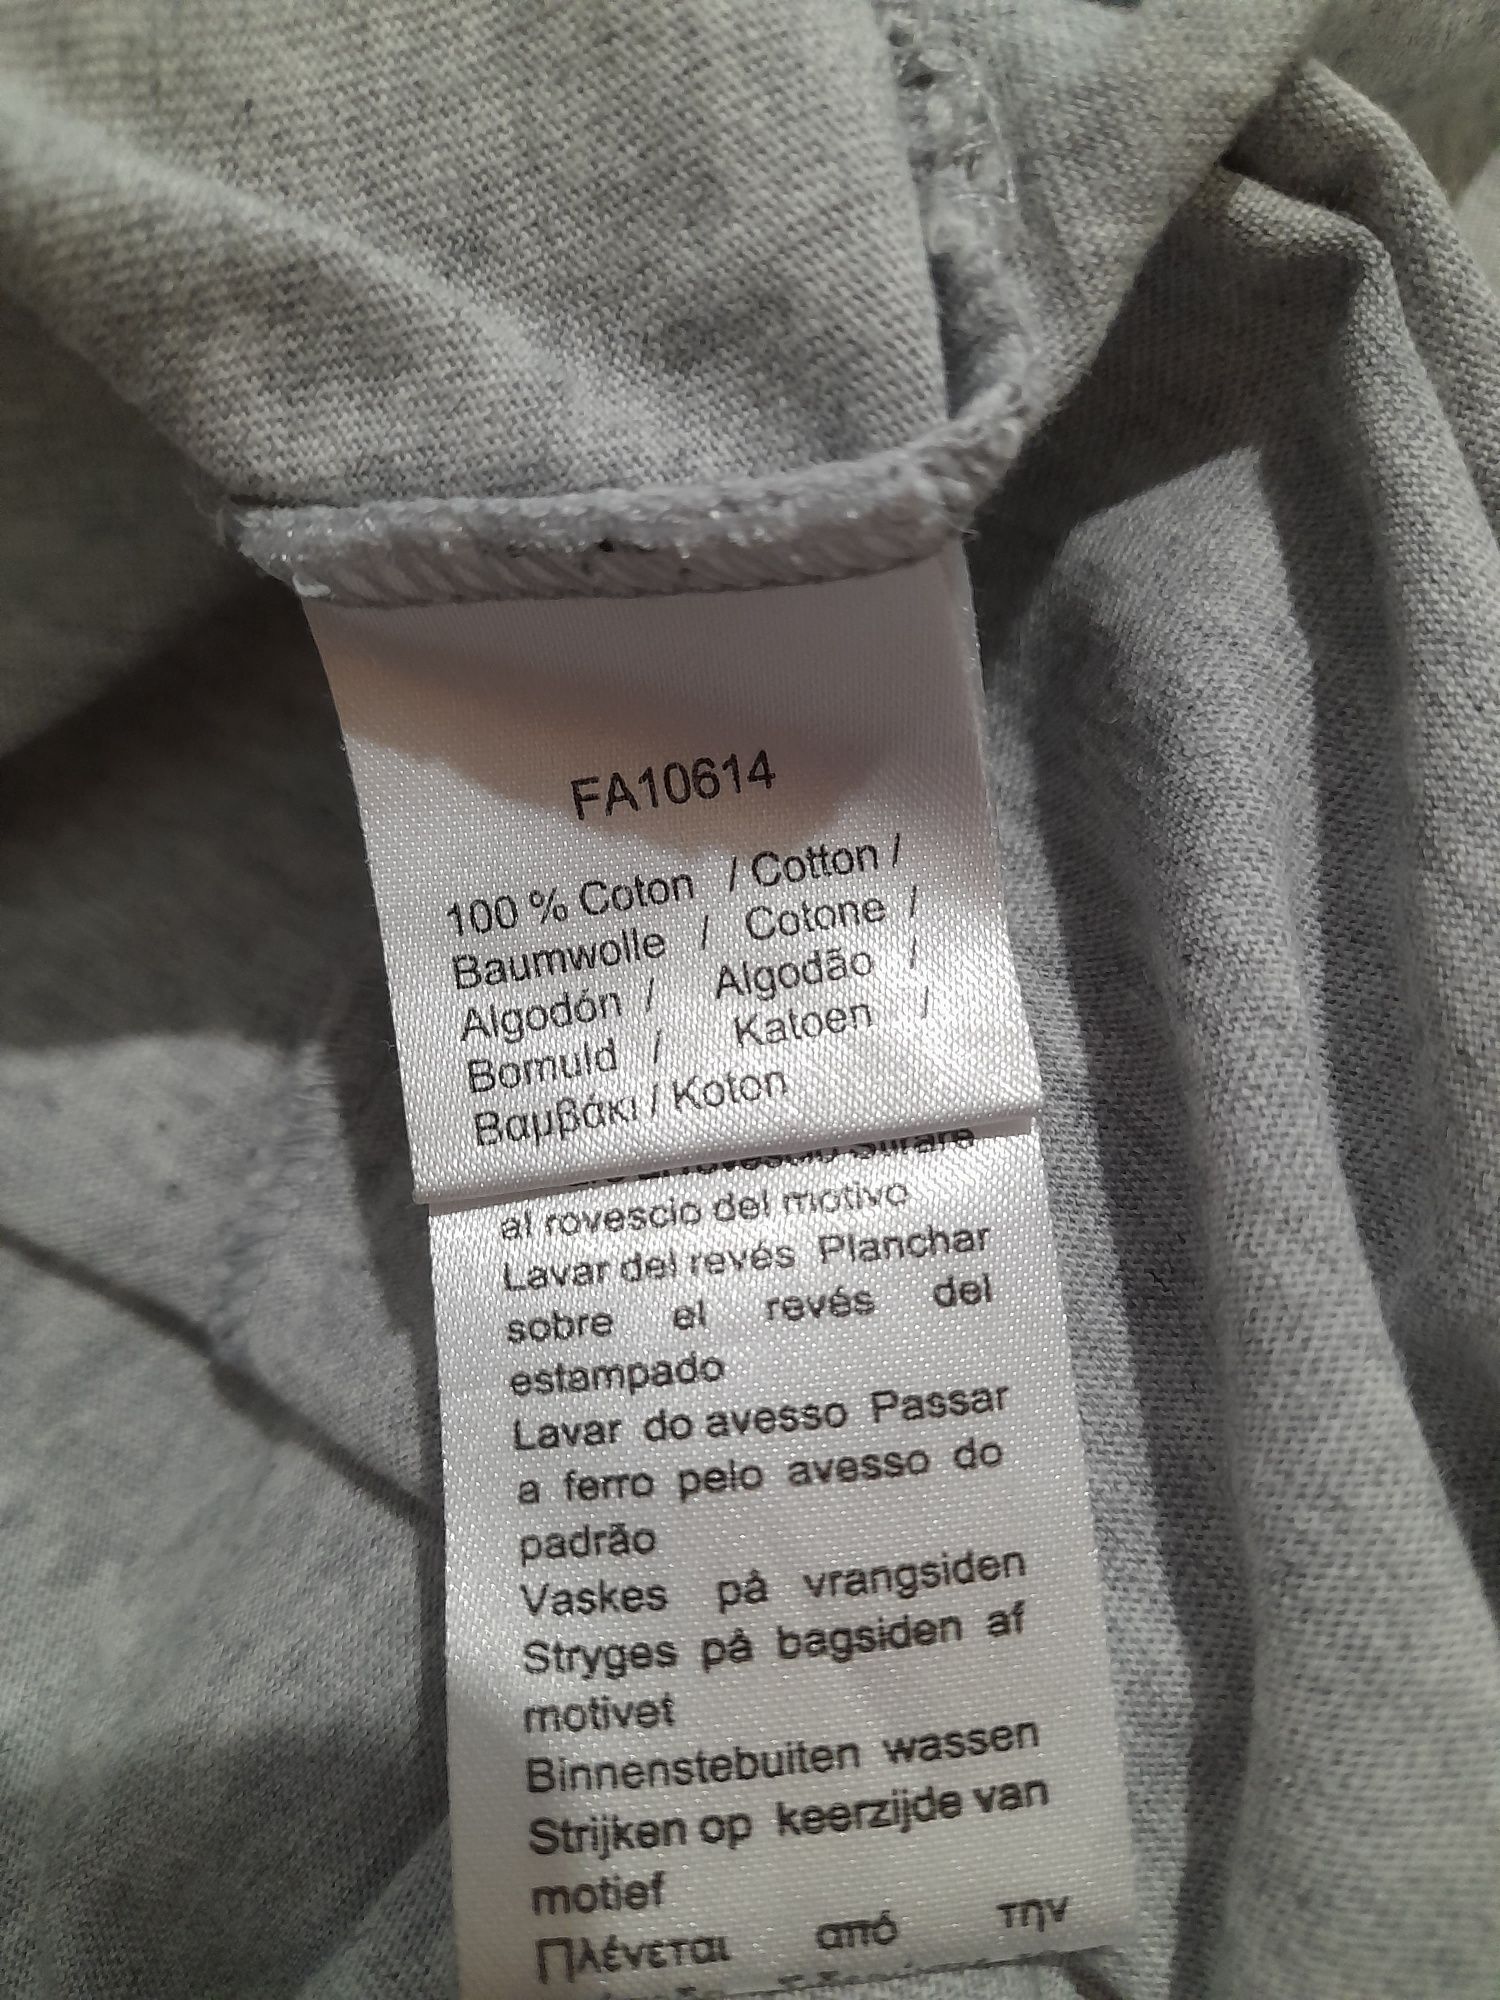 FA10614
100 % Coton / Cotton /
Baumwolle / Cotone /
Algodón / Algodão /
Bomuld / Katoen /
Βαμβάκι / Koton
rovescio Stirare
al rovescio del motivo
Lavar del revés Planchar
sobre el revés del
estampado
Lavar do avesso Passar
a ferro pelo avesso do
padrão
Vaskes på vrangsiden
Stryges på bagsiden af
motivet
Binnenstebuiten wassen
Strijken op keerzijde van
motief
Πλένεται από την